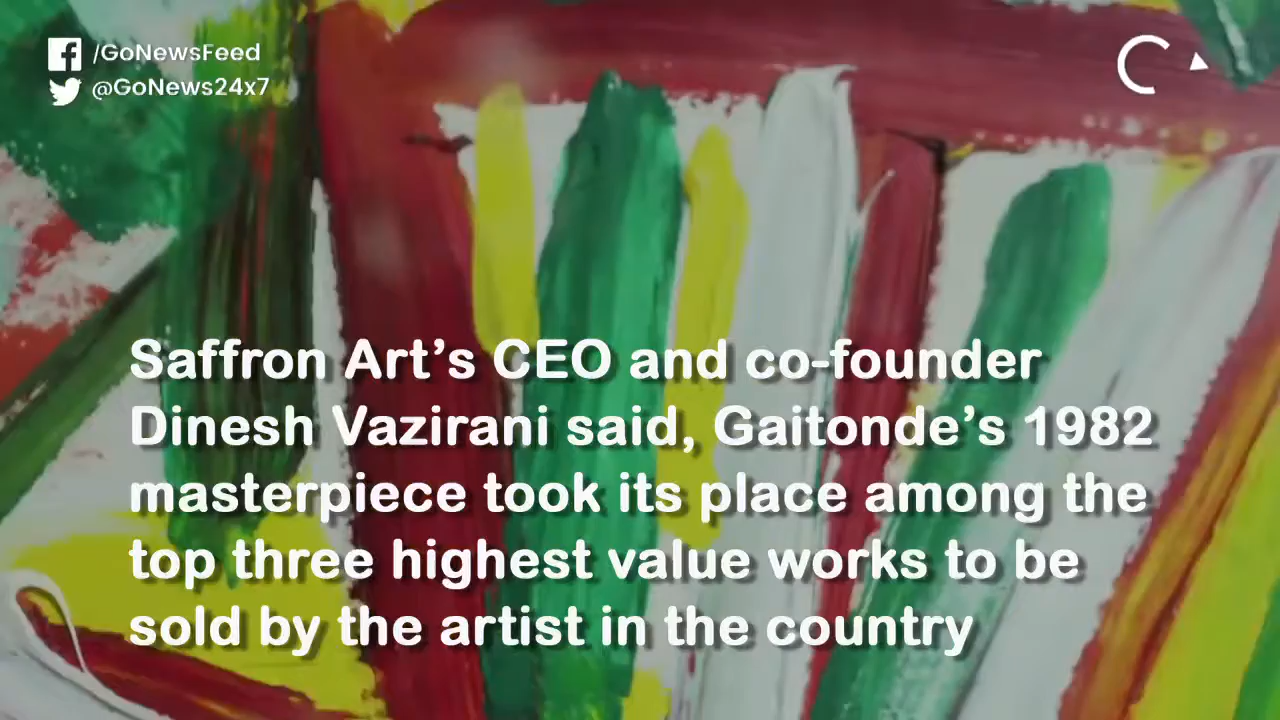 /GoNewsFeed
@GoNews24x7
Saffron Art’s CEO and co-founder
Dinesh Vazirani said, Gaitonde’s 1982
masterpiece took its place among the
top three highest value works to be
sold by the artist in the country